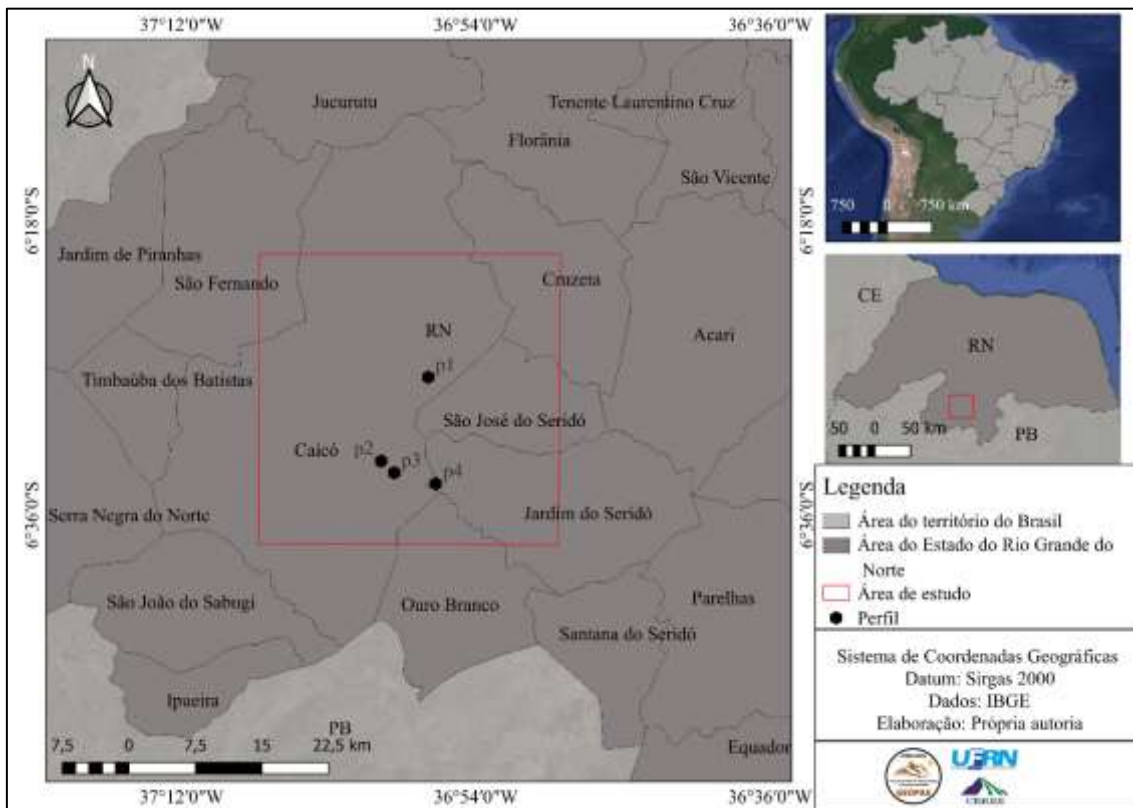 37°12'0"W
36°54'0"W
36°36'0"W
N
Jucurutu
Tenente Laurentino Cruz
Florânia
São Vicente
6°18'0"S
6°18'0"S
Jardim de Piranhas
São Fernando
Cruzeta
RN
Acari
p1
Timbaúba dos Batistas
São José do Seridó
Caicó
p2
p3
p4
6°36'0"S
6°36'0"S
Serra Negra do Norte
Jardim do Seridó
São João do Sabugi
Ouro Branco
Parelhas
Santana do Seridó
Ipueira
PB
7,5 0 7,5 15 22,5 km
Equador
37°12'0"W
36°54'0"W
36°36'0"W
750 0 750 km
CE
RN
50 0 50 km
PB
Legenda
Área do território do Brasil
Área do Estado do Rio Grande do
Norte
Área de estudo
Perfil
Sistema de Coordenadas Geográficas
Datum: Sirgas 2000
Dados: IBGE
Elaboração: Própria autoria
UFRN
CERES